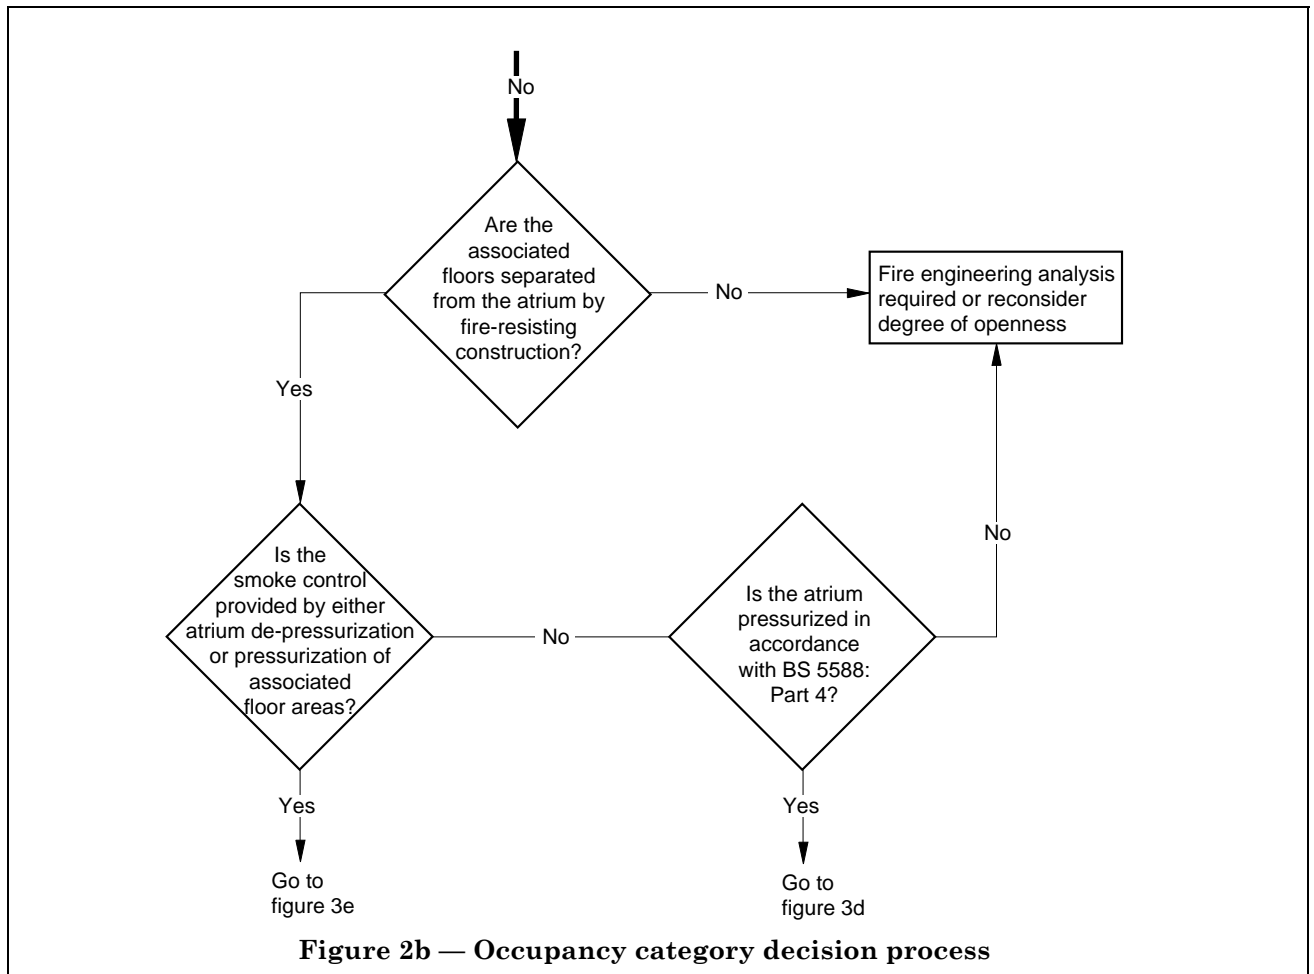 No
Are the
associated
floors separated
from the atrium by
fire-resisting
construction?
No
Fire engineering analysis
required or reconsider
degree of openness
Yes
No
Is the
smoke control
provided by either
atrium de-pressurization
or pressurization of
associated
floor areas?
No
Is the atrium
pressurized in
accordance
with BS 5588:
Part 4?
Yes
Yes
Go to
figure 3e
Go to
figure 3d
Figure 2b — Occupancy category decision process